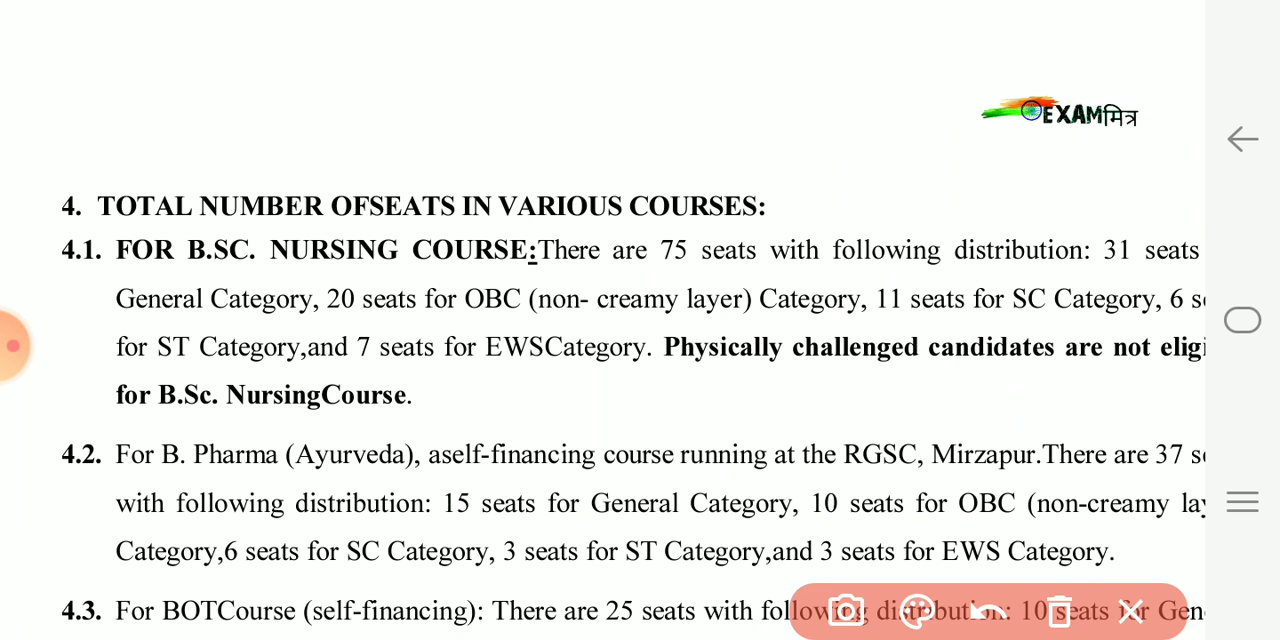 EXAMमित्र
4. TOTAL NUMBER OFSEATS IN VARIOUS COURSES:
4.1. FOR B.SC. NURSING COURSE:There are 75 seats with following distribution: 31 seats
General Category, 20 seats for OBC (non- creamy layer) Category, 11 seats for SC Category, 6
for ST Category,and 7 seats for EWSCategory. Physically challenged candidates are not
for B.Sc. NursingCourse.
4.2. For B. Pharma (Ayurveda), aself-financing course running at the RGSC, Mirzapur.There are 37
with following distribution: 15 seats for General Category, 10 seats for OBC (non-creamy
Category,6 seats for SC Category, 3 seats for ST Category,and 3 seats for EWS Category.
4.3. For BOTCourse (self-financing): There are 25 seats with following distribution: 10 seats for